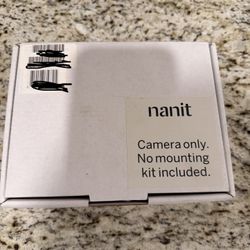 nanit
Camera only.
No mounting
kit included.